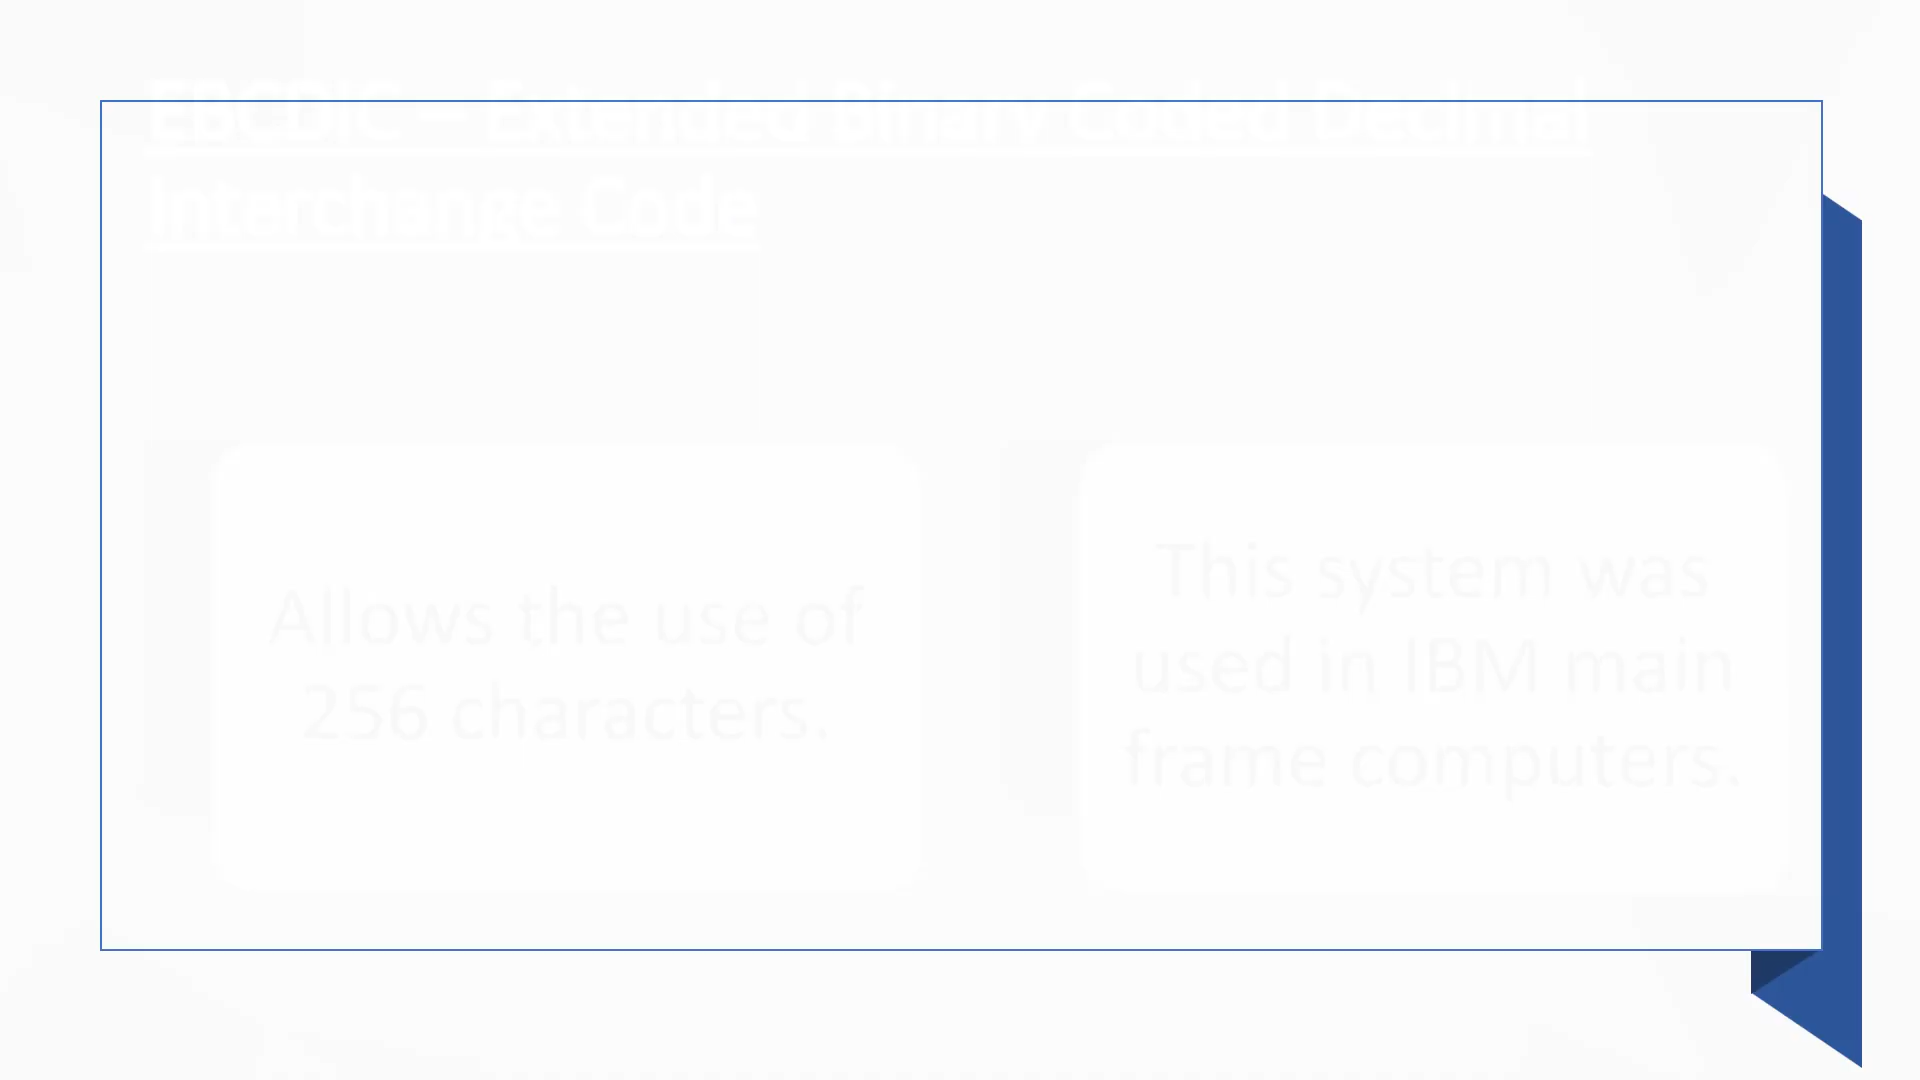 EBCDIC – Extended Binary Coded Decimal
Interchange Code
Allows the use of
256 characters.
This system was
used in IBM main
frame computers.